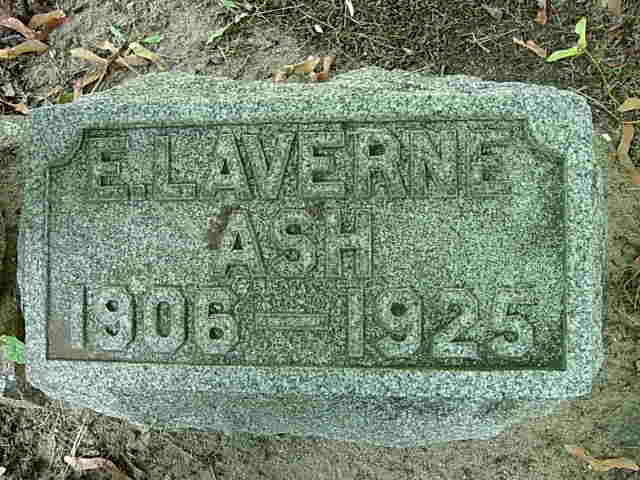 E. LAVERNE
ASH
1906 — 1925